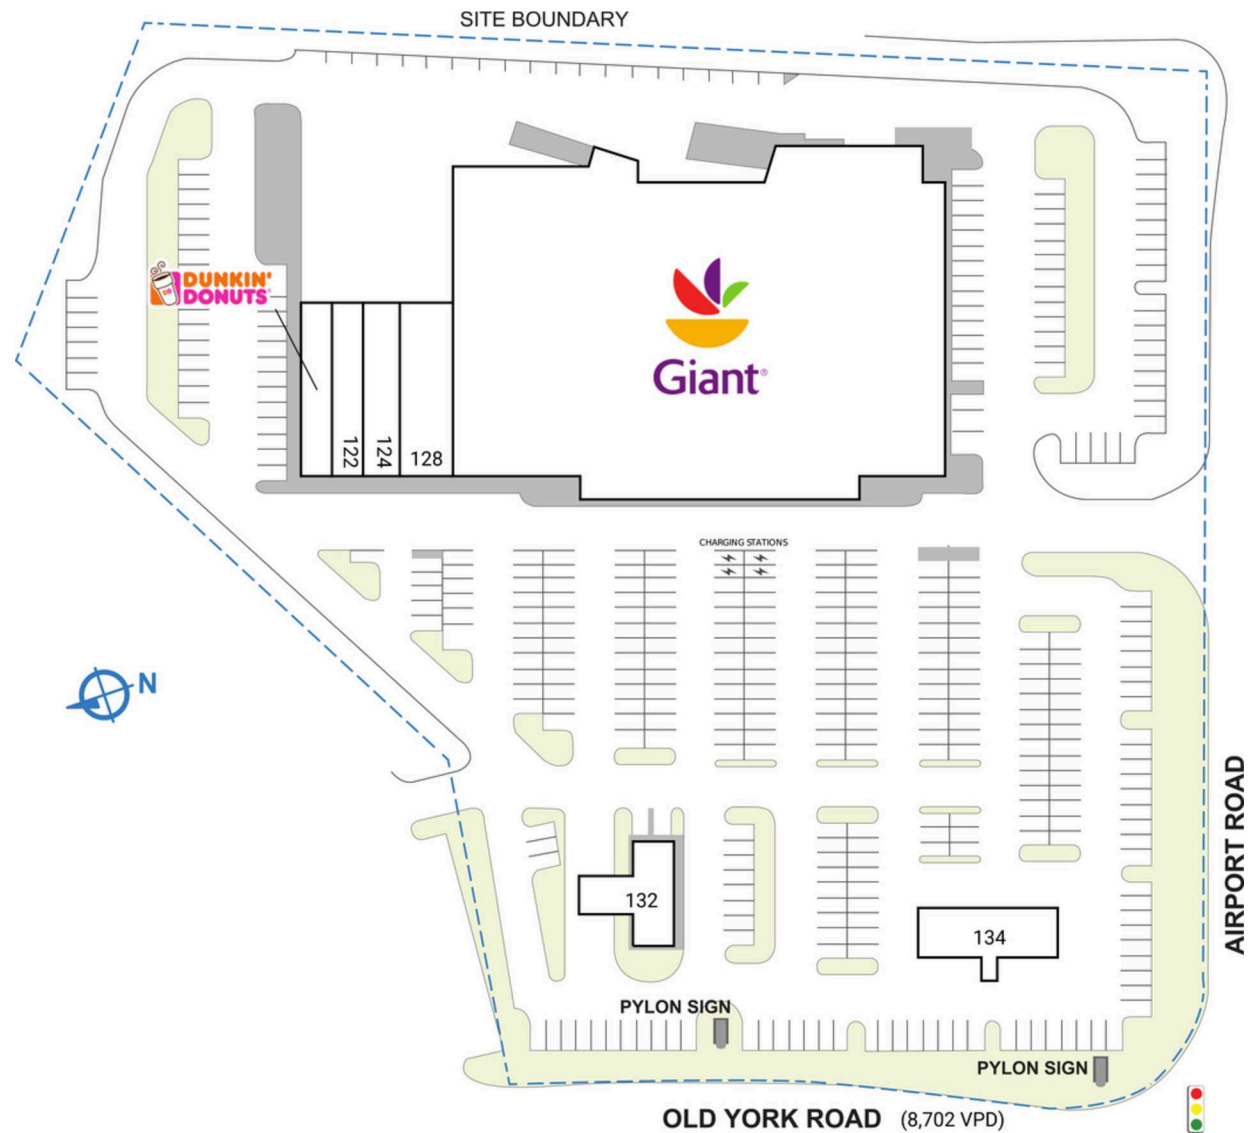 SITE BOUNDARY
DUNKIN'
DONUTS®
Giant®
122
124
128
CHARGING STATIONS
N
AIRPORT ROAD
132
134
PYLON SIGN
PYLON SIGN
OLD YORK ROAD (8,702 VPD)